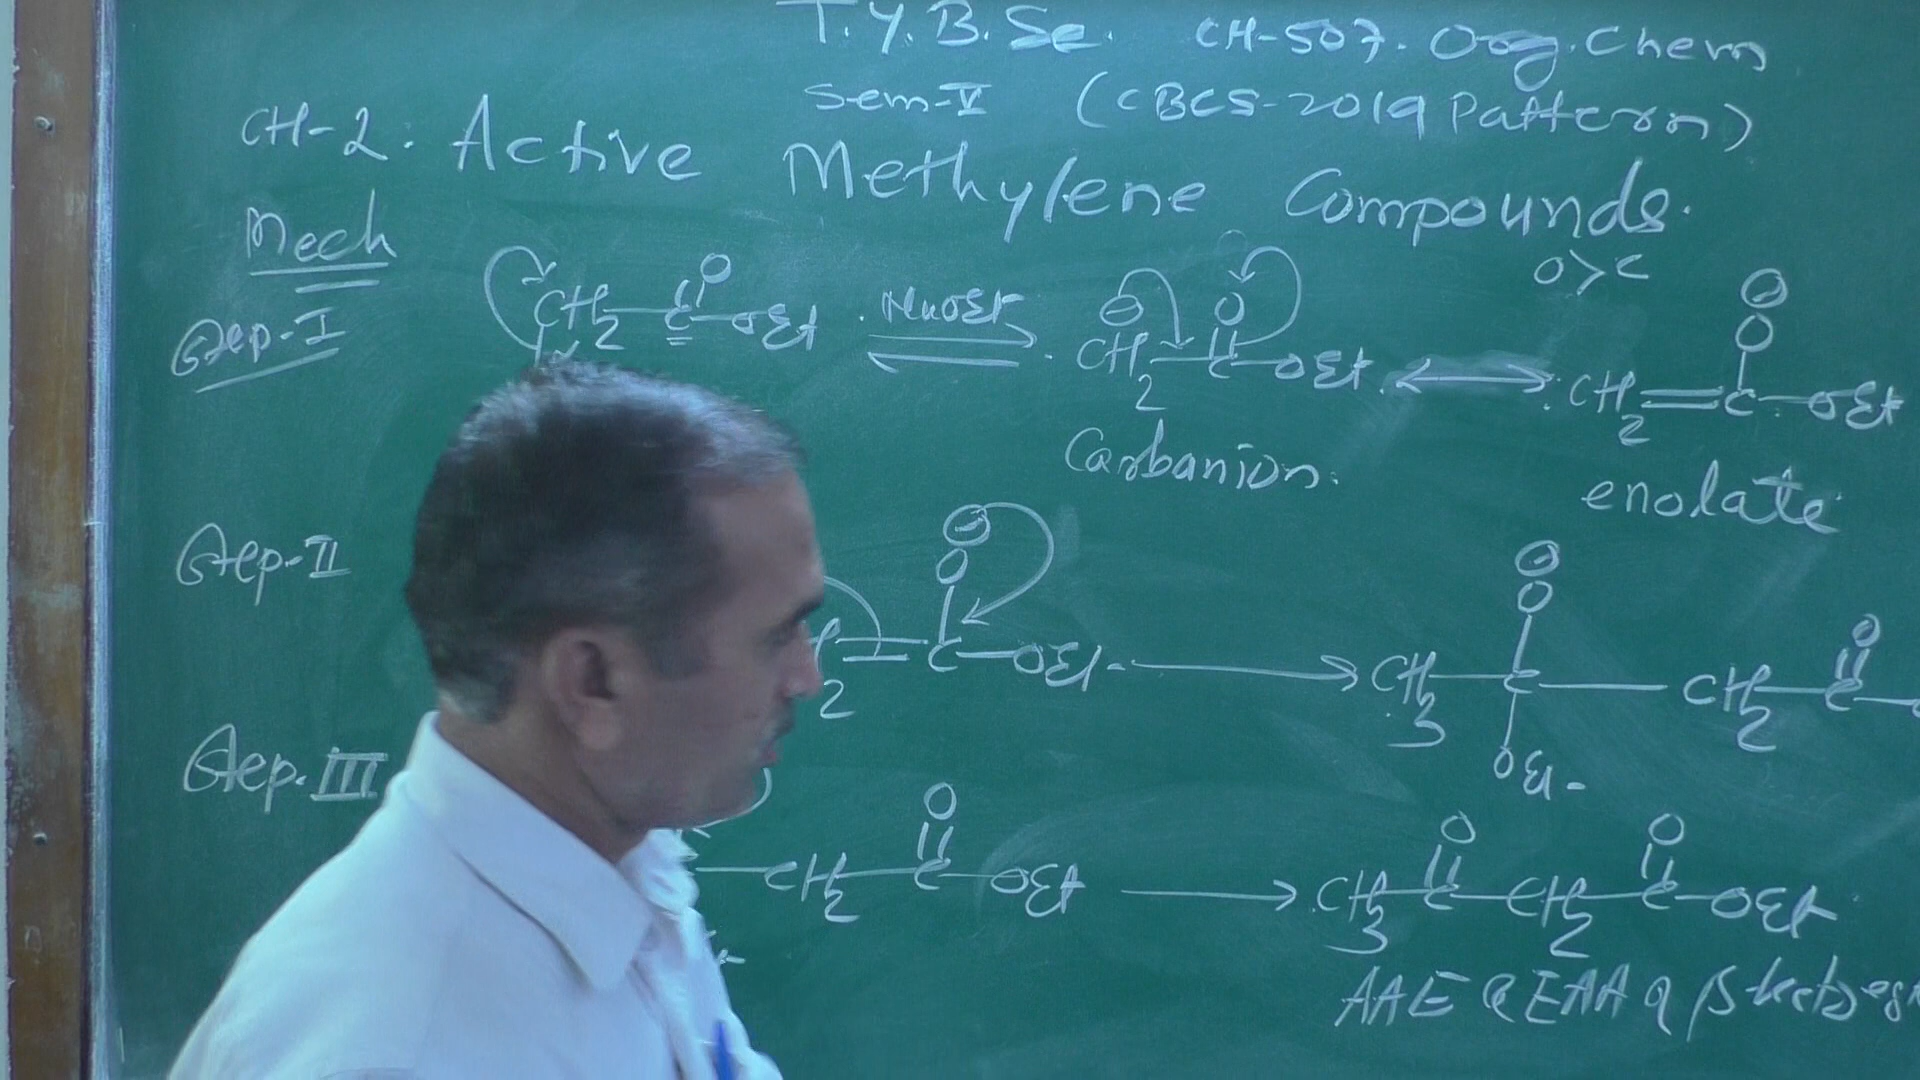 T.Y.B.Sc. CH-507. Org. Chem
Sem-V (CBCS-2019 Pattern)
CH-2: Active Methylene Compounds.
Mech
O>C
Step-I
CH2—C—OEt NaOEt CH2—C—OEt CH2=C—OEt
O O O
Carbanion. enolate
Step-II
O O O
2 =C—OEt CH3—C—CH2—C—
OEt
Step-III
O O O
—CH2—C—OEt CH3—C—CH2—C—OEt
AAE